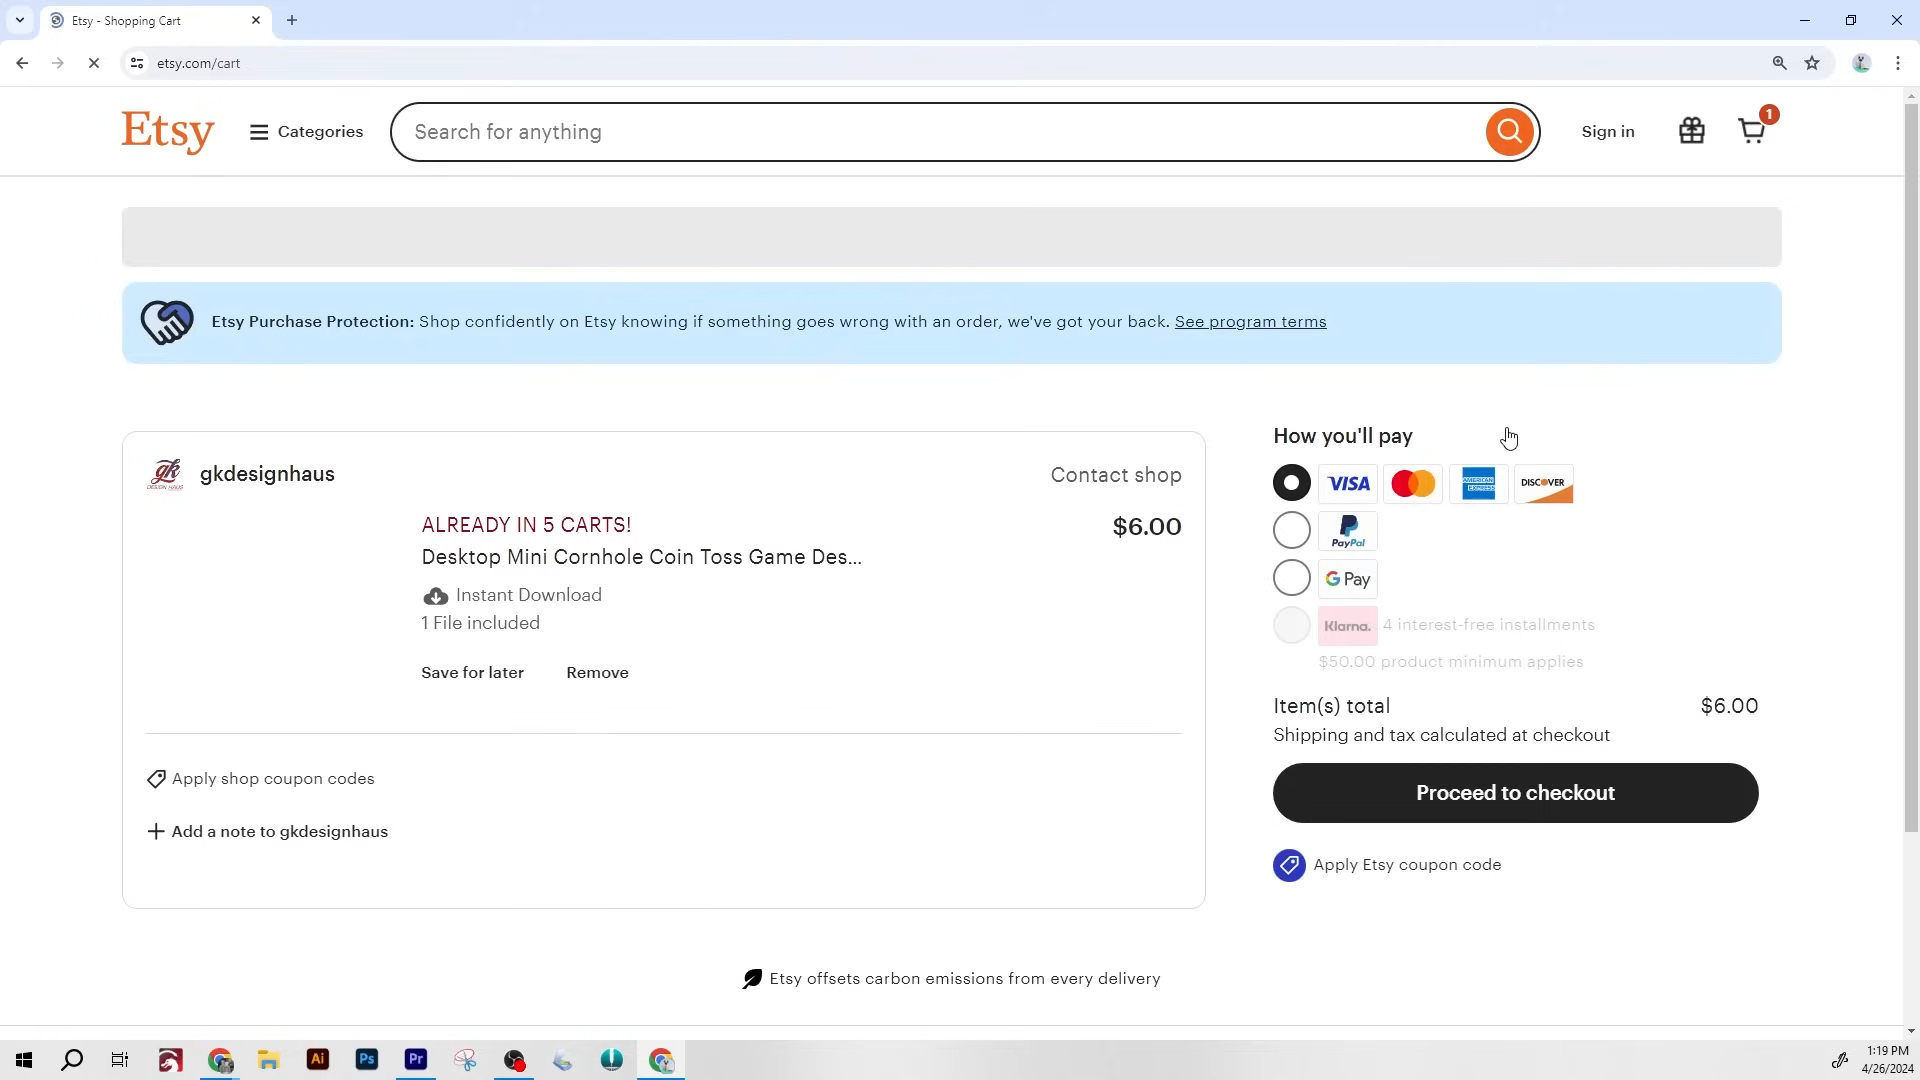 Etsy - Shopping Cart
etsy.com/cart
Etsy
Categories
Search for anything
Sign in
1
Etsy Purchase Protection: Shop confidently on Etsy knowing if something goes wrong with an order, we've got your back. See program terms
gk
DESIGN HAUS
gkdesignhaus
Contact shop
ALREADY IN 5 CARTS!
$6.00
Desktop Mini Cornhole Coin Toss Game Des...
Instant Download
1 File included
Save for later
Remove
Apply shop coupon codes
Add a note to gkdesignhaus
How you'll pay
VISA
AMERICAN EXPRESS
DISCOVER
PayPal
G Pay
Klarna.
4 interest-free installments
$50.00 product minimum applies
Item(s) total
$6.00
Shipping and tax calculated at checkout
Proceed to checkout
Apply Etsy coupon code
Etsy offsets carbon emissions from every delivery
Ai
Ps
Pr
1:19 PM
4/26/2024